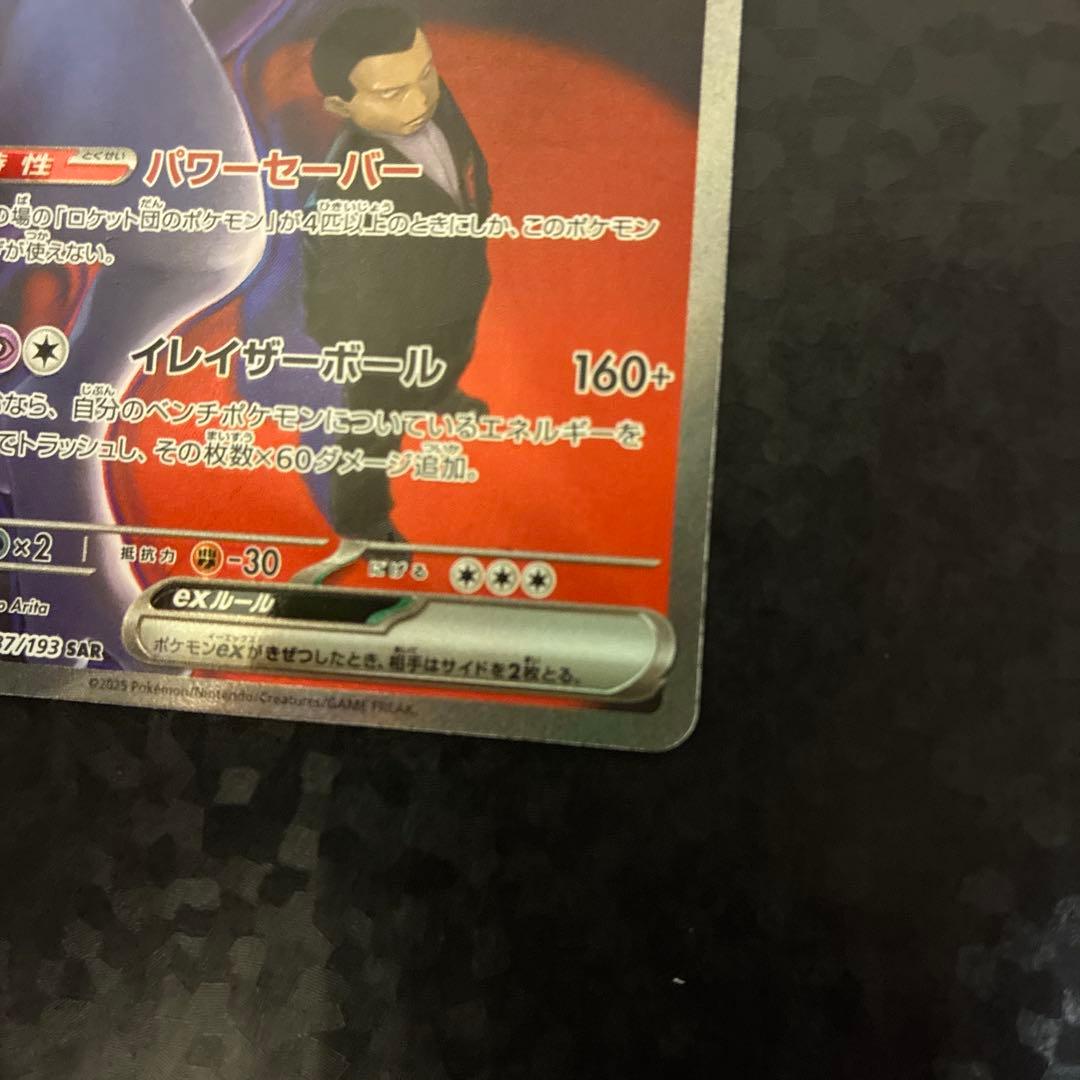 特性 とくせい パワーセーバー
の場の「ロケット団のポケモン」が4匹以上のときにしか、このポケモン
が使えない。
イレイザーボール 160+
なら、自分のベンチポケモンについているエネルギーを
でトラッシュし、その枚数×60ダメージ追加。
×2 抵抗力 -30 にげる
exルール
Arita
ポケモンexがきぜつしたとき、相手はサイドを2枚とる。
7/193 SAR
©2025 Pokémon/Nintendo/Creatures/GAME FREAK.